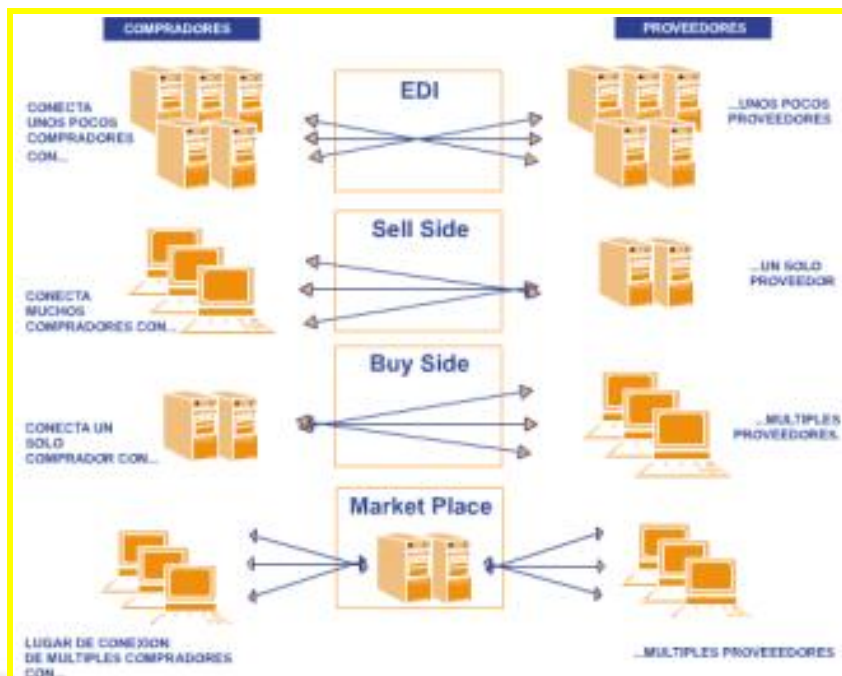 COMPRADORES
PROVEEDORES
CONECTA
UNOS POCOS
COMPRADORES
CON...
EDI
...UNOS POCOS
PROVEEDORES
CONECTA
MUCHOS
COMPRADORES CON...
Sell Side
...UN SOLO
PROVEEDOR
CONECTA UN
SOLO
COMPRADOR CON...
Buy Side
...MULTIPLES
PROVEEDORES.
LUGAR DE CONEXION
DE MULTIPLES COMPRADORES
CON...
Market Place
...MULTIPLES PROVEEEDORES